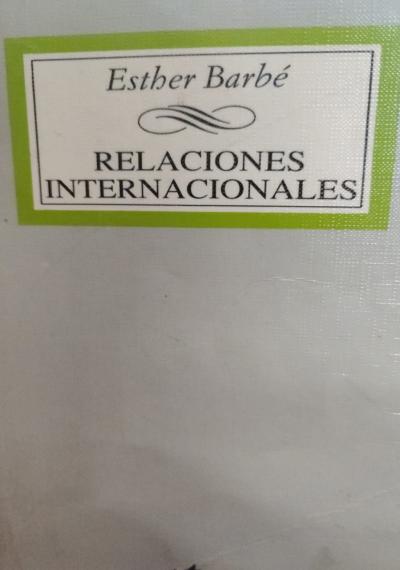 Esther Barbé
RELACIONES
INTERNACIONALES